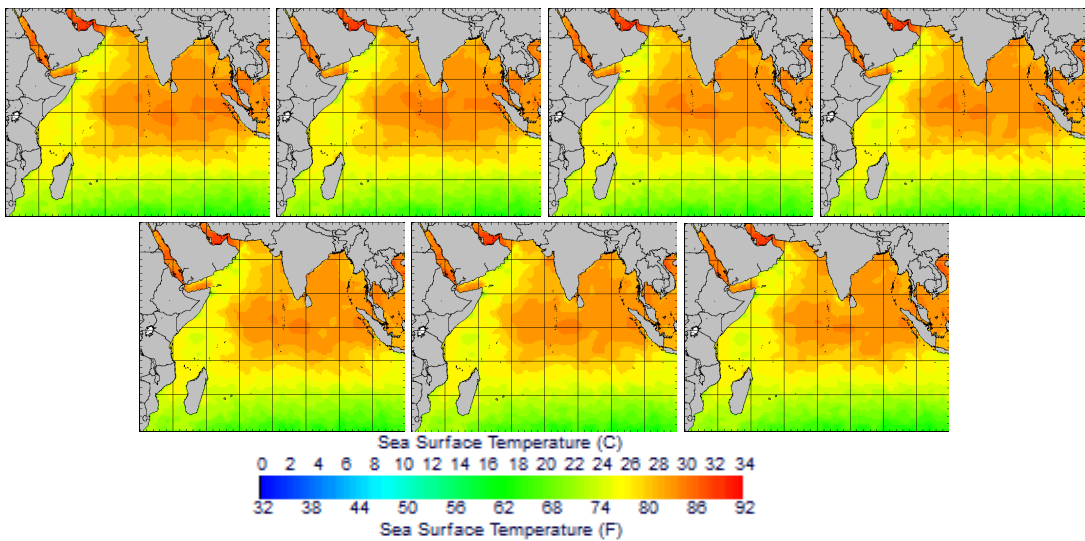 Sea Surface Temperature (C)
0 2 4 6 8 10 12 14 16 18 20 22 24 26 28 30 32 34
32 38 44 50 56 62 68 74 80 86 92
Sea Surface Temperature (F)